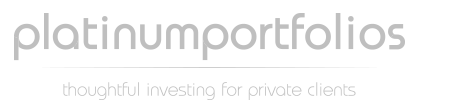 platinumportfolios
thoughtful investing for private clients